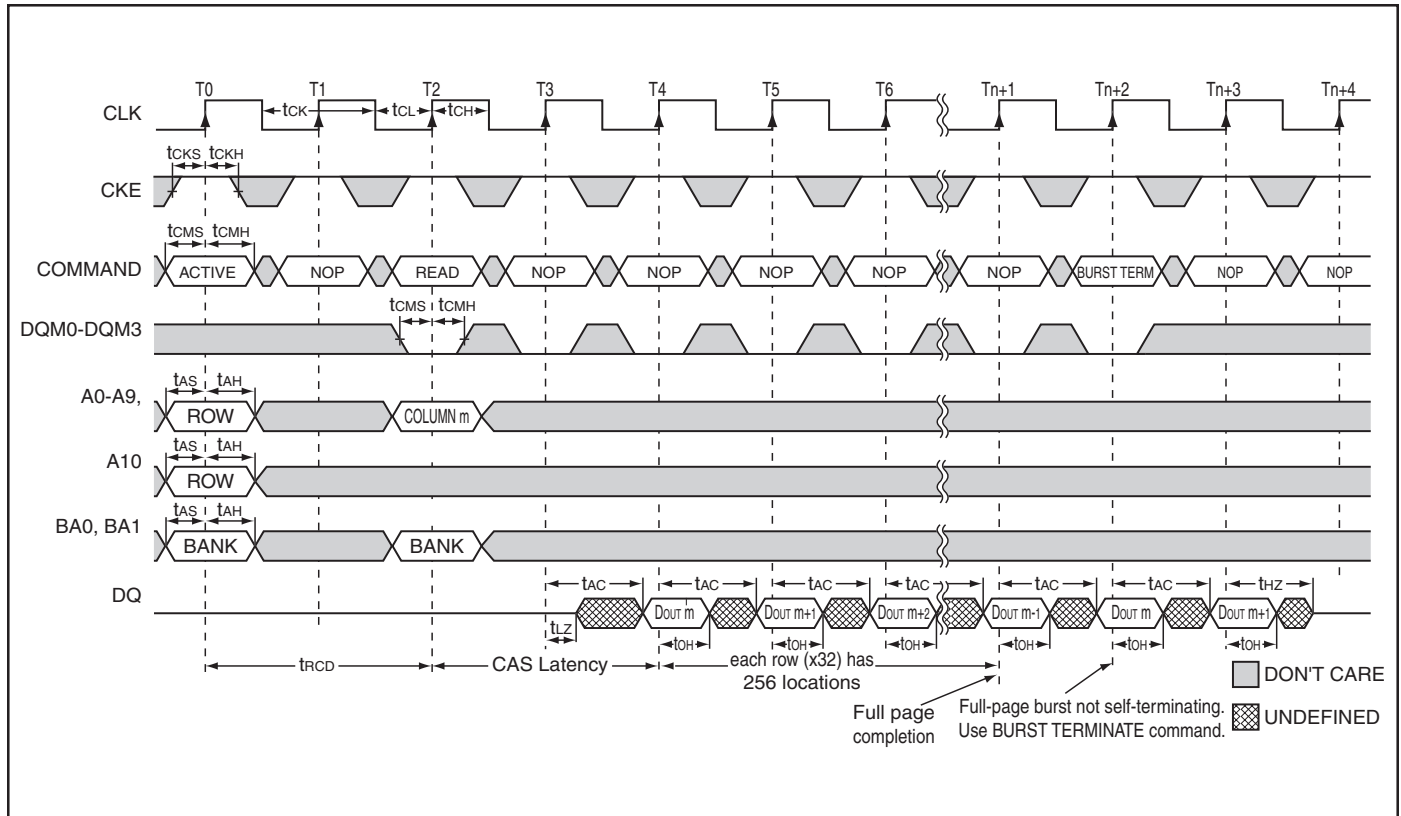 T0 T1 T2 T3 T4 T5 T6 Tn+1 Tn+2 Tn+3 Tn+4
CLK tCK tCL tCH
tCKS tCKH
CKE
tCMS tCMH
COMMAND ACTIVE NOP READ NOP NOP NOP NOP NOP BURST TERM NOP NOP
tCMS tCMH
DQM0-DQM3
tAS tAH
A0-A9, ROW COLUMN m
tAS tAH
A10 ROW
tAS tAH
BA0, BA1 BANK BANK
tAC tAC tAC tAC tAC tAC tHZ
DQ DOUT m DOUT m+1 DOUT m+2 DOUT m-1 DOUT m DOUT m+1
tLZ tOH tOH tOH tOH tOH tOH
tRCD CAS Latency each row (x32) has
256 locations
DON'T CARE
Full page
completion
Full-page burst not self-terminating.
Use BURST TERMINATE command.
UNDEFINED